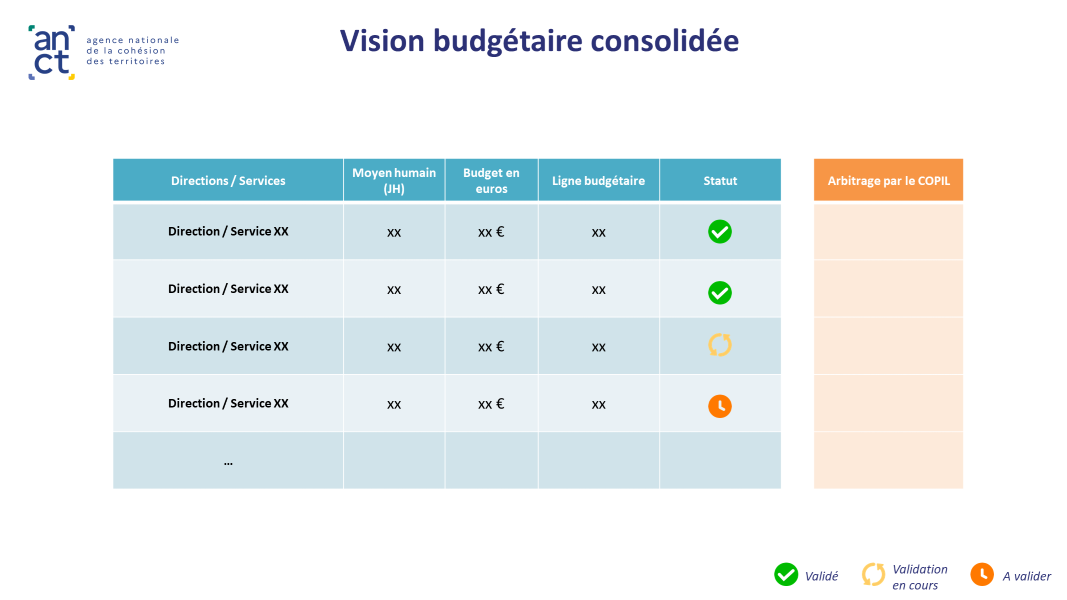 an
ct
agence nationale
de la cohésion
des territoires
Vision budgétaire consolidée
Directions / Services
Moyen humain
(JH)
Budget en
euros
Ligne budgétaire
Statut
Arbitrage par le COPIL
Direction / Service XX
xx
xx €
xx
Direction / Service XX
xx
xx €
xx
Direction / Service XX
xx
xx €
xx
Direction / Service XX
xx
xx €
xx
...
Validé
Validation
en cours
A valider